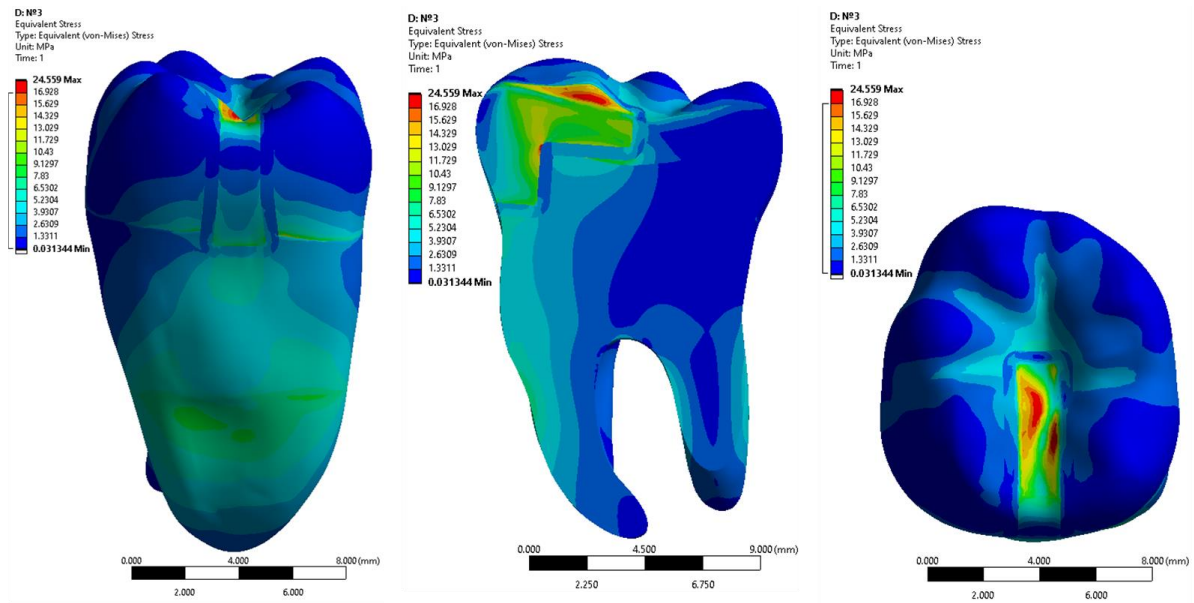 D: №3
Equivalent Stress
Type: Equivalent (von-Mises) Stress
Unit: MPa
Time: 1
24.559 Max
16.928
15.629
14.329
13.029
11.729
10.43
9.1297
7.83
6.5302
5.2304
3.9307
2.6309
1.3311
0.031344 Min
0.000 4.000 8.000 (mm)
2.000 6.000
D: №3
Equivalent Stress
Type: Equivalent (von-Mises) Stress
Unit: MPa
Time: 1
24.559 Max
16.928
15.629
14.329
13.029
11.729
10.43
9.1297
7.83
6.5302
5.2304
3.9307
2.6309
1.3311
0.031344 Min
0.000 4.500 9.000 (mm)
2.250 6.750
D: №3
Equivalent Stress
Type: Equivalent (von-Mises) Stress
Unit: MPa
Time: 1
24.559 Max
16.928
15.629
14.329
13.029
11.729
10.43
9.1297
7.83
6.5302
5.2304
3.9307
2.6309
1.3311
0.031344 Min
0.000 4.000 8.000 (mm)
2.000 6.000